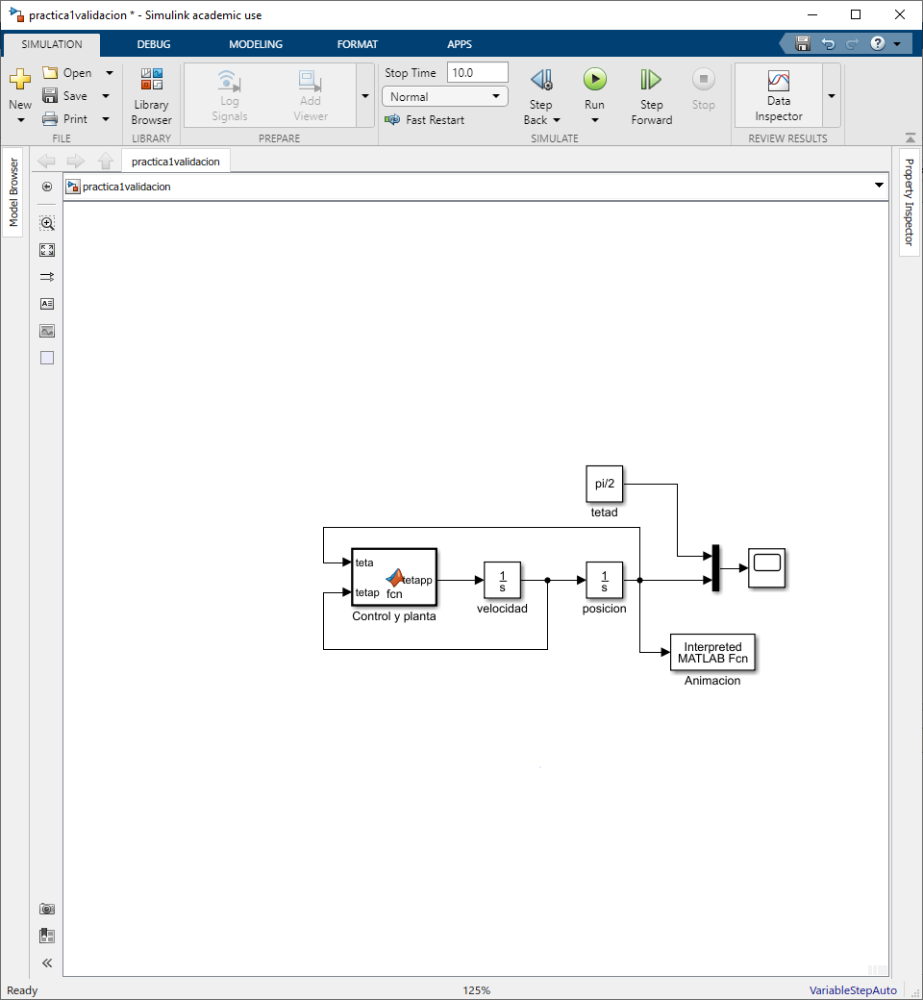 practica1validacion * - Simulink academic use
SIMULATION DEBUG MODELING FORMAT APPS
New
Open
Save
Print
FILE
Library
Browser
LIBRARY
Log
Signals
Add
Viewer
PREPARE
Stop Time 10.0
Normal
Fast Restart
Step
Back
Run
Step
Forward
Stop
SIMULATE
Data
Inspector
REVIEW RESULTS
Model Browser
practica1validacion
practica1validacion
Property Inspector
pi/2
tetad
teta
tetap
fcn
tetapp
Control y planta
1
s
velocidad
1
s
posicion
Interpreted
MATLAB Fcn
Animacion
Ready 125% VariableStepAuto